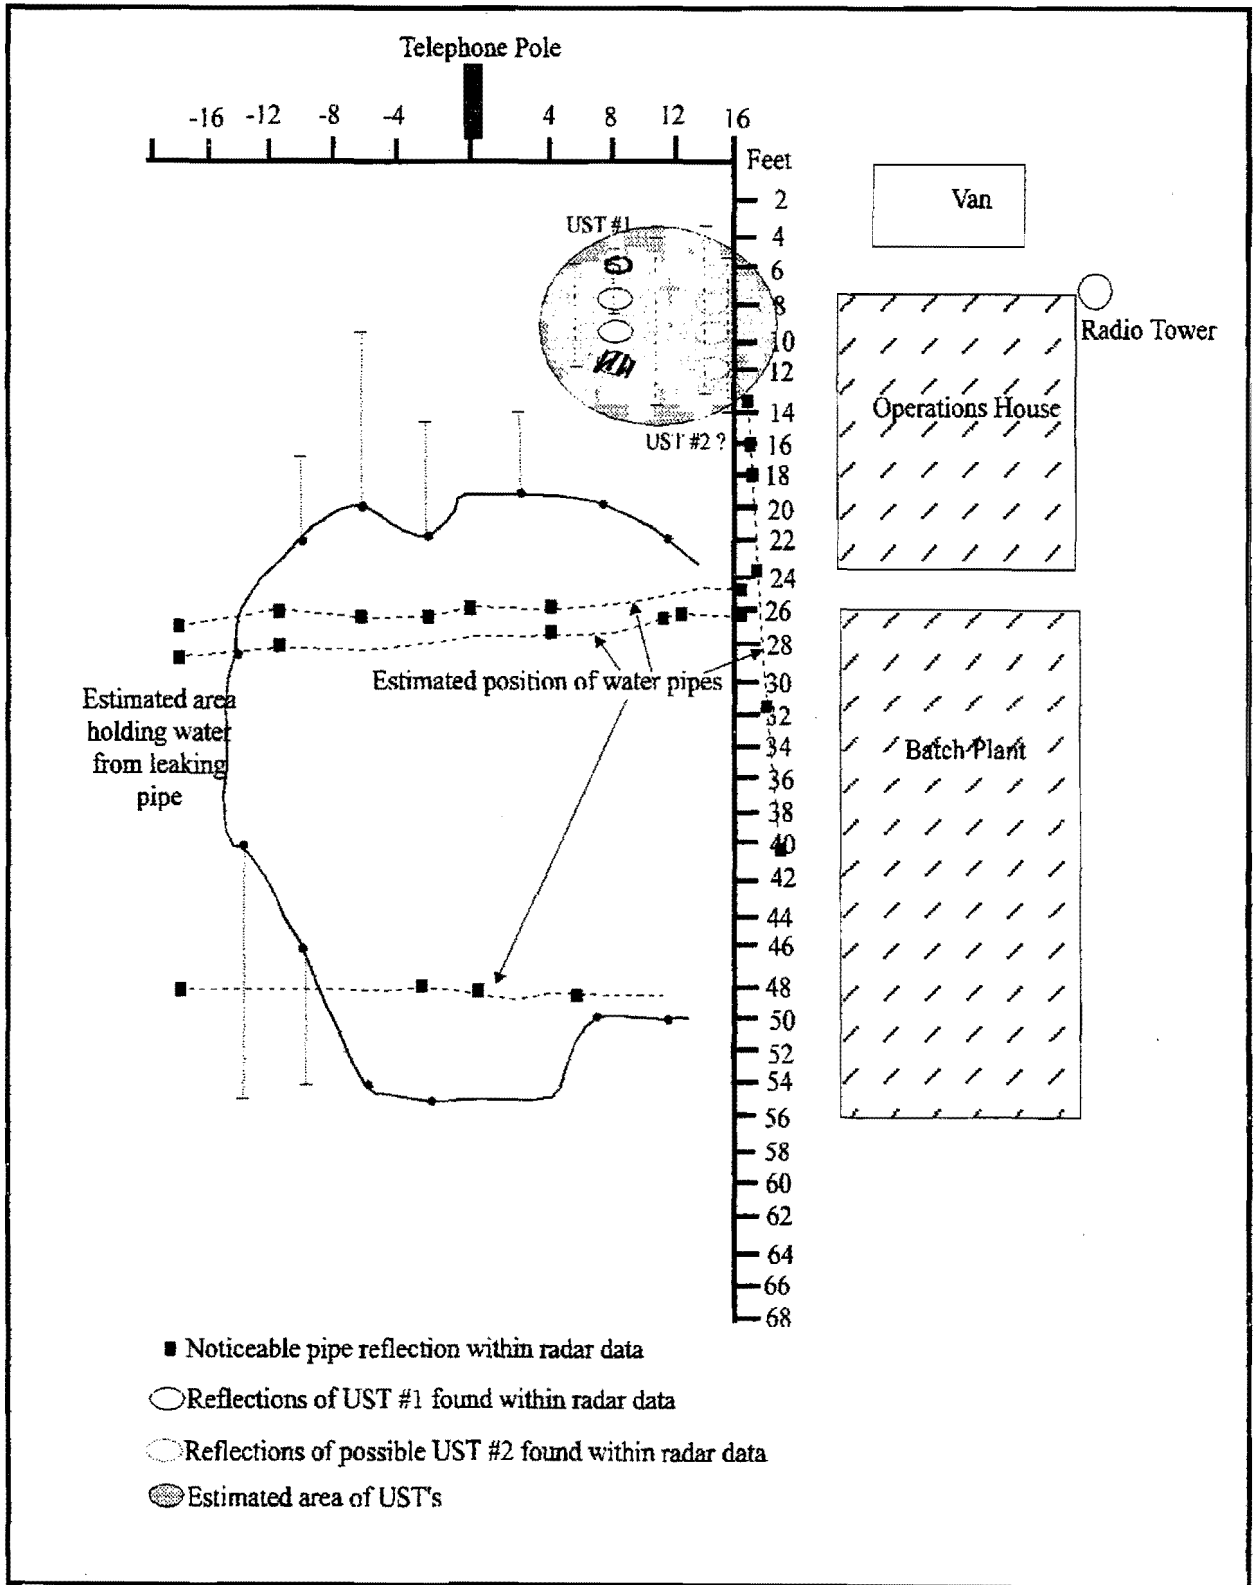 Telephone Pole
-16 -12 -8 -4 4 8 12 16
Feet
Van
2
UST #1
4
6
8
Radio Tower
10
12
Operations House
14
UST #2 ?
16
18
20
22
24
26
28
Estimated position of water pipes
30
Estimated area
holding water
from leaking
pipe
32
34
Batch Plant
36
38
40
42
44
46
48
50
52
54
56
58
60
62
64
66
68
Noticeable pipe reflection within radar data
Reflections of UST #1 found within radar data
Reflections of possible UST #2 found within radar data
Estimated area of UST's